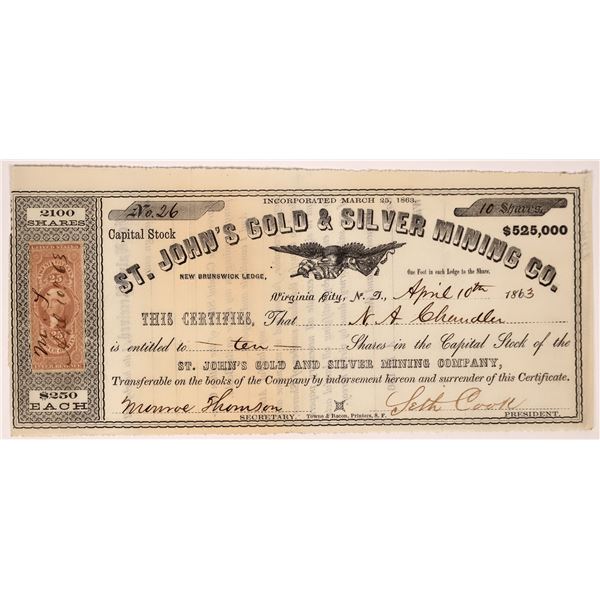 INCORPORATED MARCH 25, 1863.
2100
SHARES
No. 26
10 Shares.
Capital Stock
$525,000
ST. JOHN'S GOLD & SILVER MINING CO.
NEW BRUNSWICK LEDGE,
One Foot in each Ledge to the Share.
Virginia City, N. T., April 10th 1863
THIS CERTIFIES, That N. A. Chandler
is entitled to ten Shares in the Capital Stock of the
ST. JOHN'S GOLD AND SILVER MINING COMPANY,
Transferable on the books of the Company by indorsement hereon and surrender of this Certificate.
$250
EACH
Monroe Thomson
Seth Cook
SECRETARY.
Towne & Bacon, Printers, S. F.
PRESIDENT.